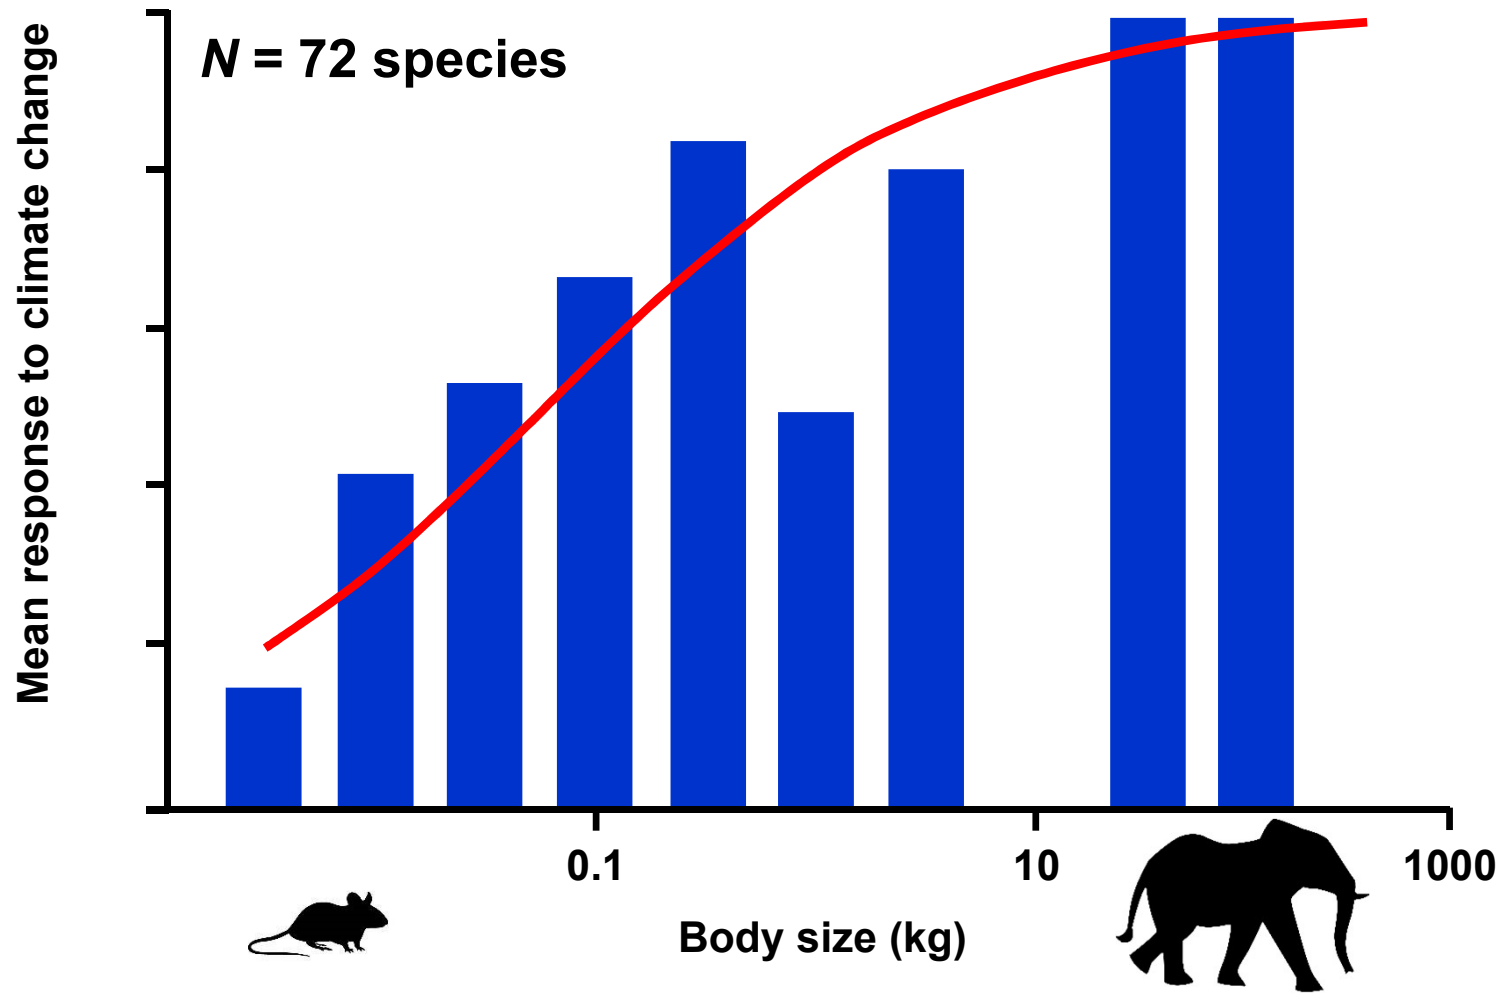 Mean response to climate change
N = 72 species
0.1
10
1000
Body size (kg)